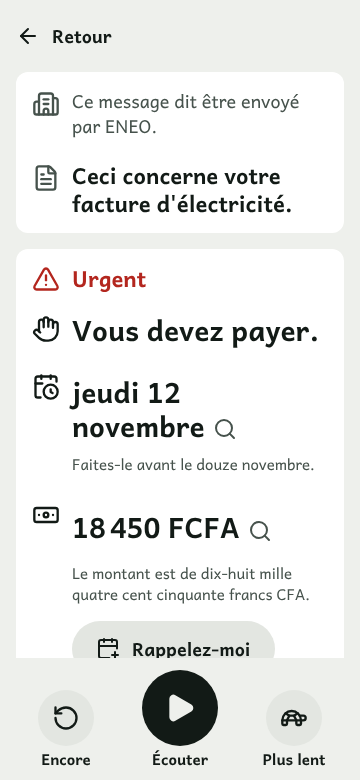 Retour
Ce message dit être envoyé
par ENEO.
Ceci concerne votre
facture d'électricité.
Urgent
Vous devez payer.
jeudi 12
novembre
Faites-le avant le douze novembre.
18 450 FCFA
Le montant est de dix-huit mille
quatre cent cinquante francs CFA.
Rappelez-moi
Encore
Écouter
Plus lent